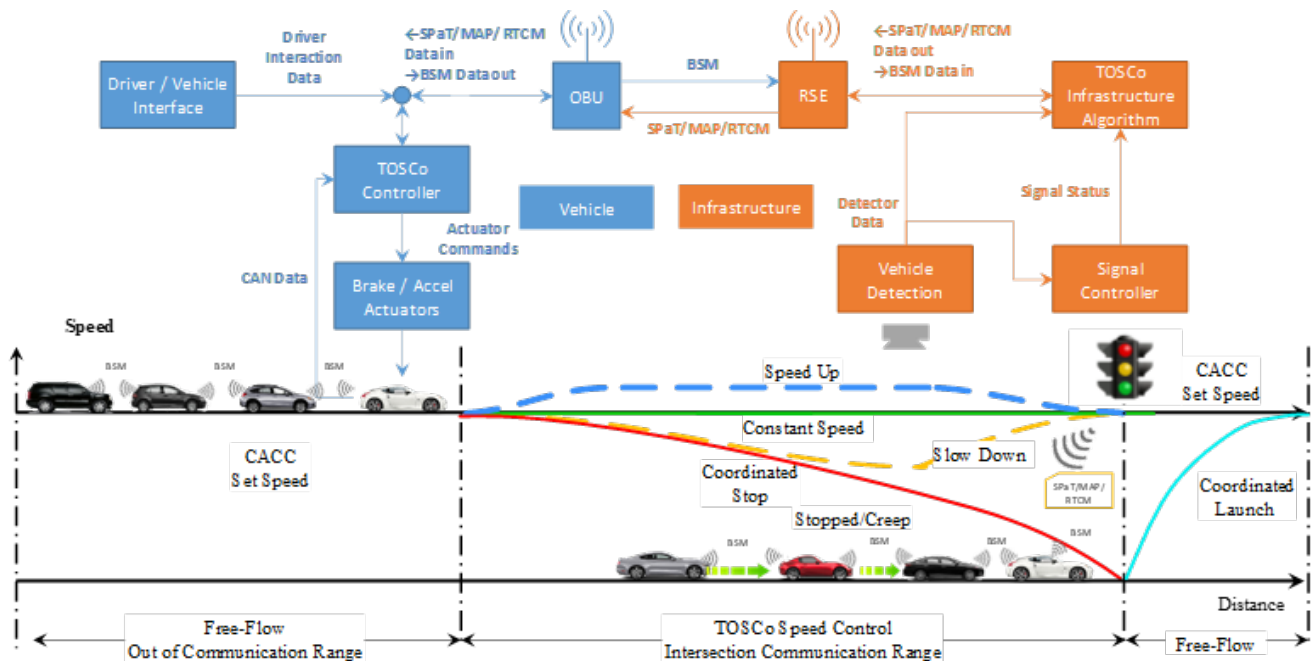 Driver
Interaction
Data
←SPaT/MAP/RTCM
Data in
→BSM Data out
Driver / Vehicle
Interface
OBU
BSM
SPaT/MAP/RTCM
RSE
←SPaT/MAP/RTCM
Data out
→BSM Data in
TOSCo
Infrastructure
Algorithm
TOSCo
Controller
Vehicle
Infrastructure
Detector
Data
Signal Status
Actuator
Commands
CAN Data
Brake / Accel
Actuators
Vehicle
Detection
Signal
Controller
Speed
BSM
BSM
BSM
Speed Up
CACC
Set Speed
CACC
Set Speed
Constant Speed
Slow Down
Coordinated
Stop
SPaT/MAP/
RTCM
Coordinated
Launch
Stopped/Creep
BSM
BSM
BSM
BSM
Distance
Free-Flow
Out of Communication Range
TOSCo Speed Control
Intersection Communication Range
Free-Flow